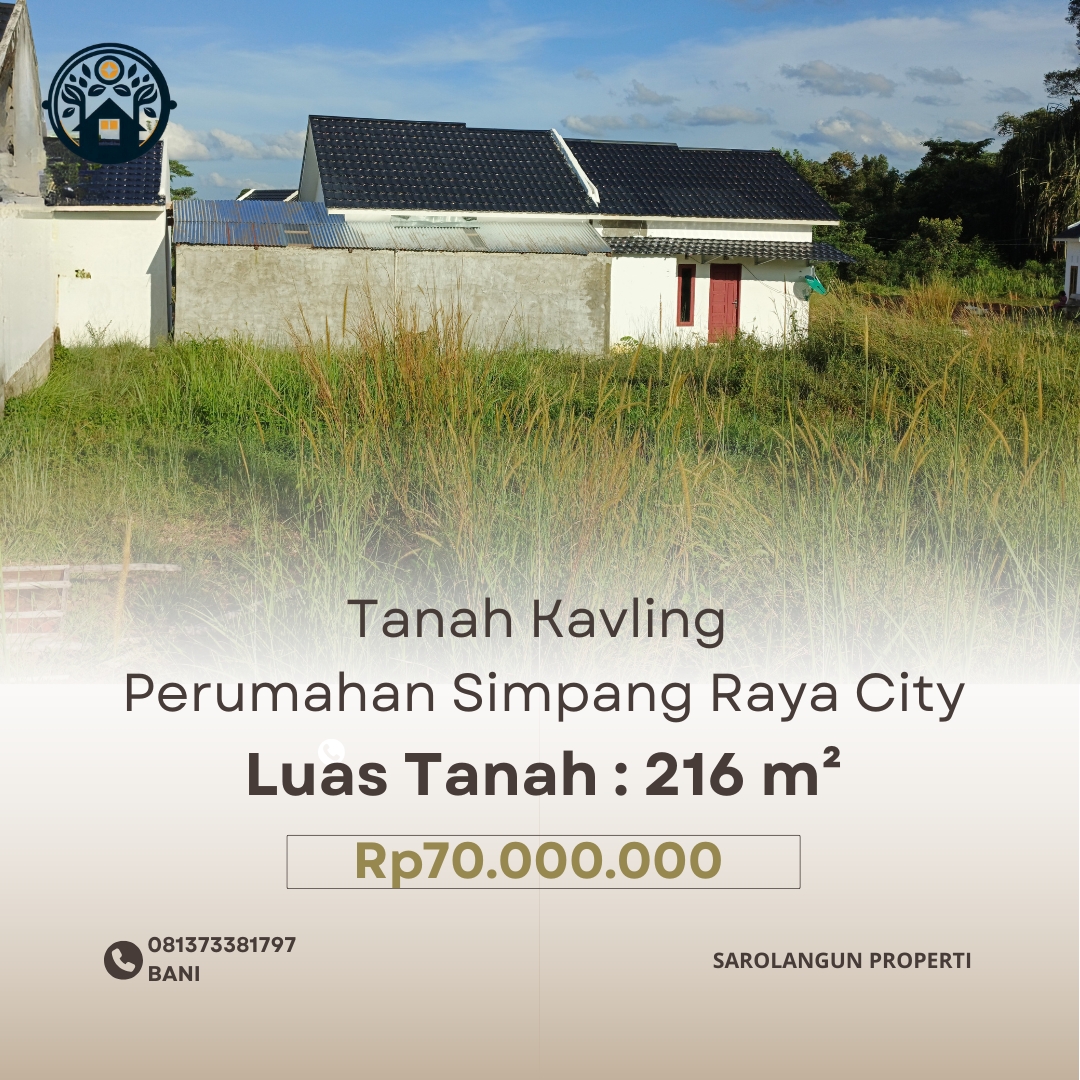 Tanah Kavling
Perumahan Simpang Raya City
Luas Tanah : 216 m²
Rp70.000.000
081373381797
BANI
SAROLANGUN PROPERTI